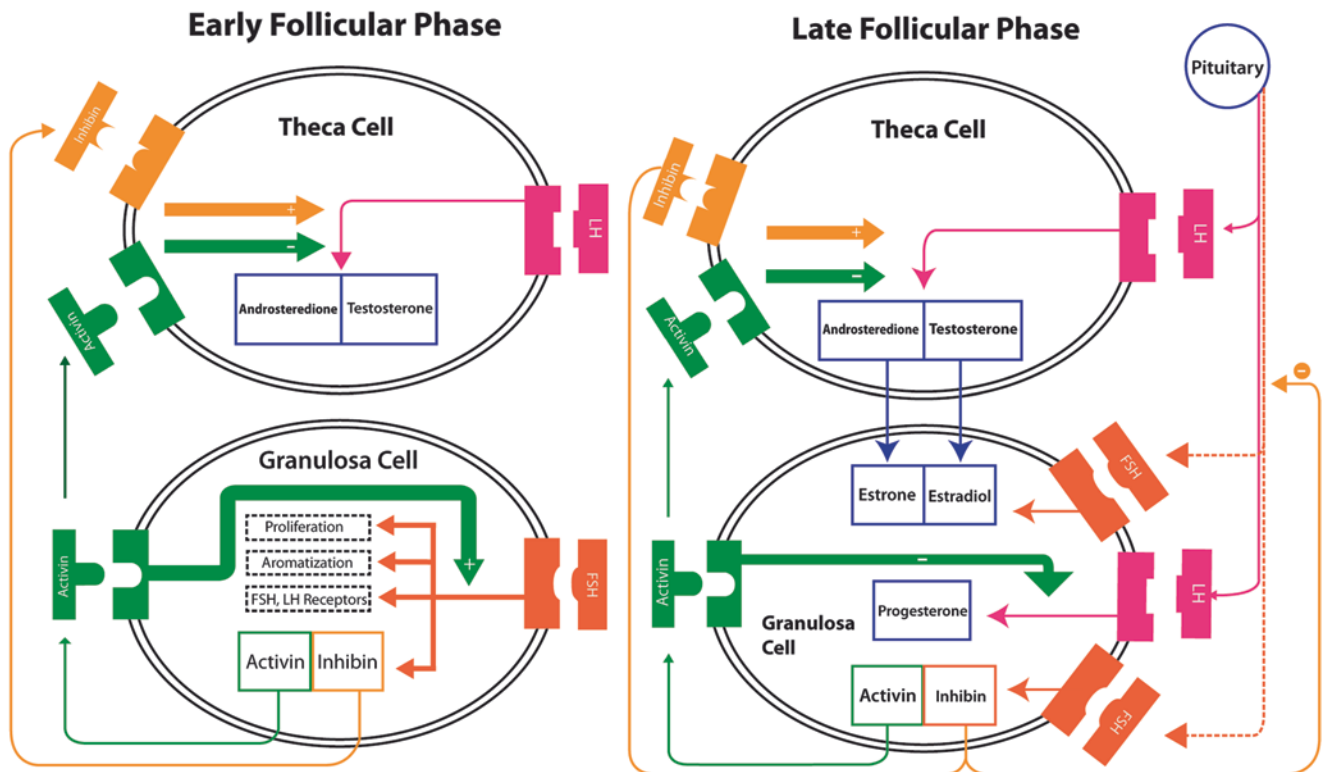 Early Follicular Phase
Inhibin
Theca Cell
+
–
LH
Androsteredione
Testosterone
Activin
Granulosa Cell
Activin
Proliferation
Aromatization
FSH, LH Receptors
+
FSH
Activin
Inhibin
Late Follicular Phase
Pituitary
Inhibin
Theca Cell
+
–
LH
Activin
Androsteredione
Testosterone
–
FSH
Estrone
Estradiol
Activin
–
LH
Progesterone
Granulosa
Cell
Activin
Inhibin
FSH